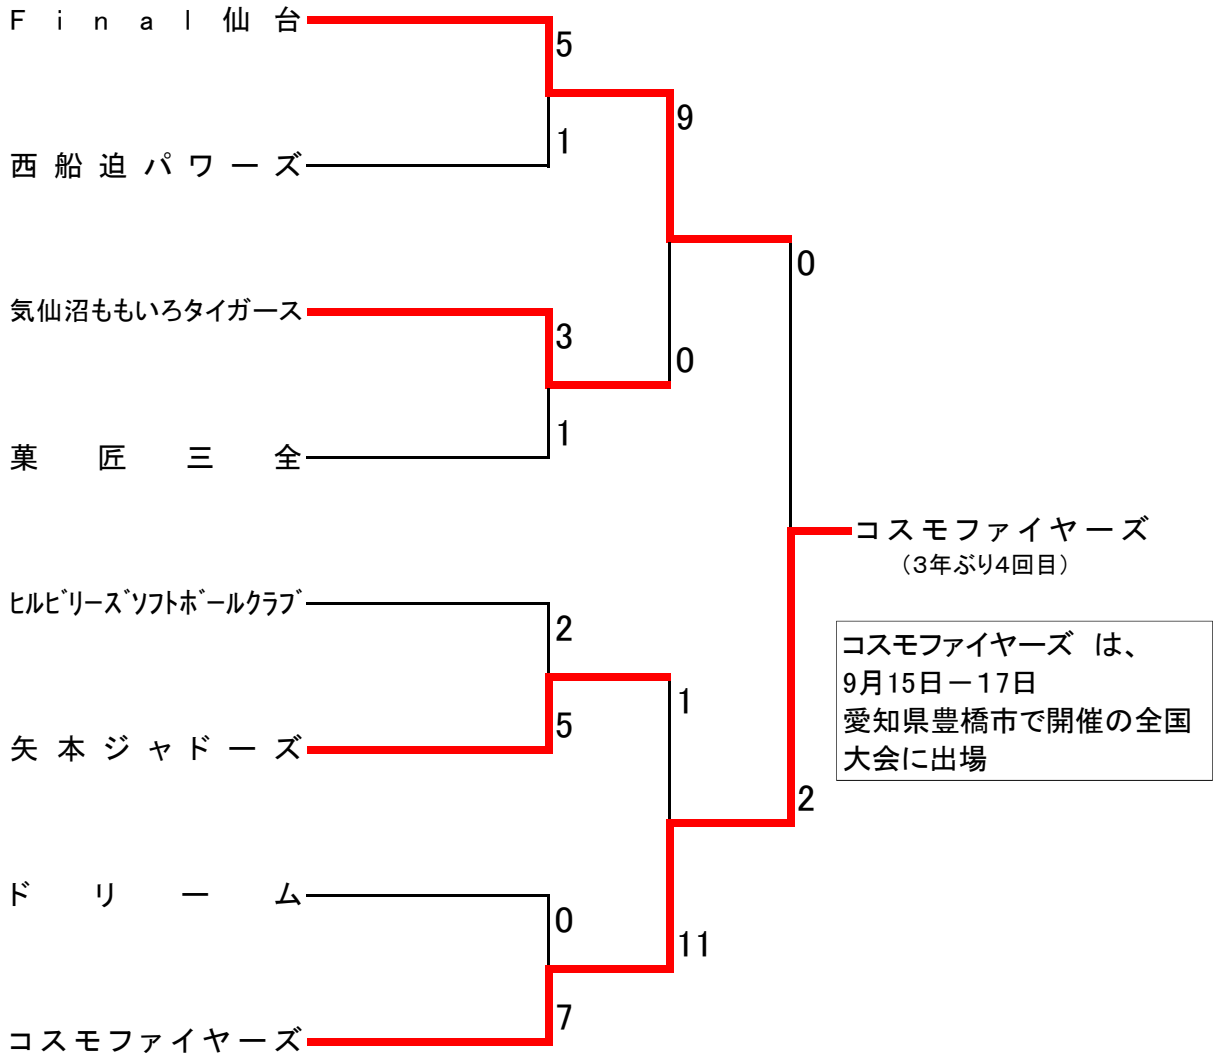 Final仙台
5
9
1
西船迫パワーズ
0
気仙沼ももいろタイガース
3
0
1
菓匠三全
コスモファイヤーズ
（3年ぶり4回目）
ﾋﾙﾋﾞﾘｰｽﾞｿﾌﾄﾎﾞｰﾙｸﾗﾌﾞ
2
コスモファイヤーズ　は、
9月15日－17日
愛知県豊橋市で開催の全国
大会に出場
1
5
矢本ジャドーズ
2
ドリーム
0
11
7
コスモファイヤーズ